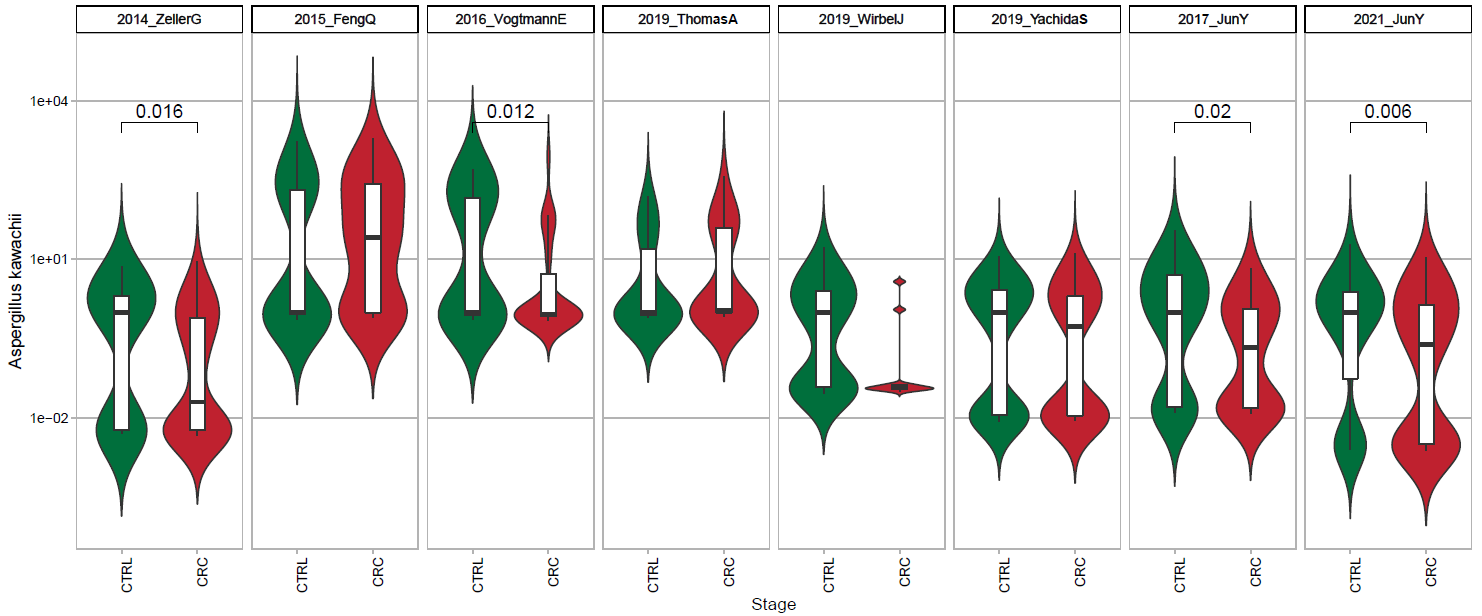 2014_ZellerG
2015_FengQ
2016_VogtmannE
2019_ThomasA
2019_WirbelJ
2019_YachidaS
2017_JunY
2021_JunY
1e+04
1e+01
1e−02
Aspergillus kawachii
0.016
0.012
0.02
0.006
CTRL
CRC
CTRL
CRC
CTRL
CRC
CTRL
CRC
CTRL
CRC
CTRL
CRC
CTRL
CRC
CTRL
CRC
Stage